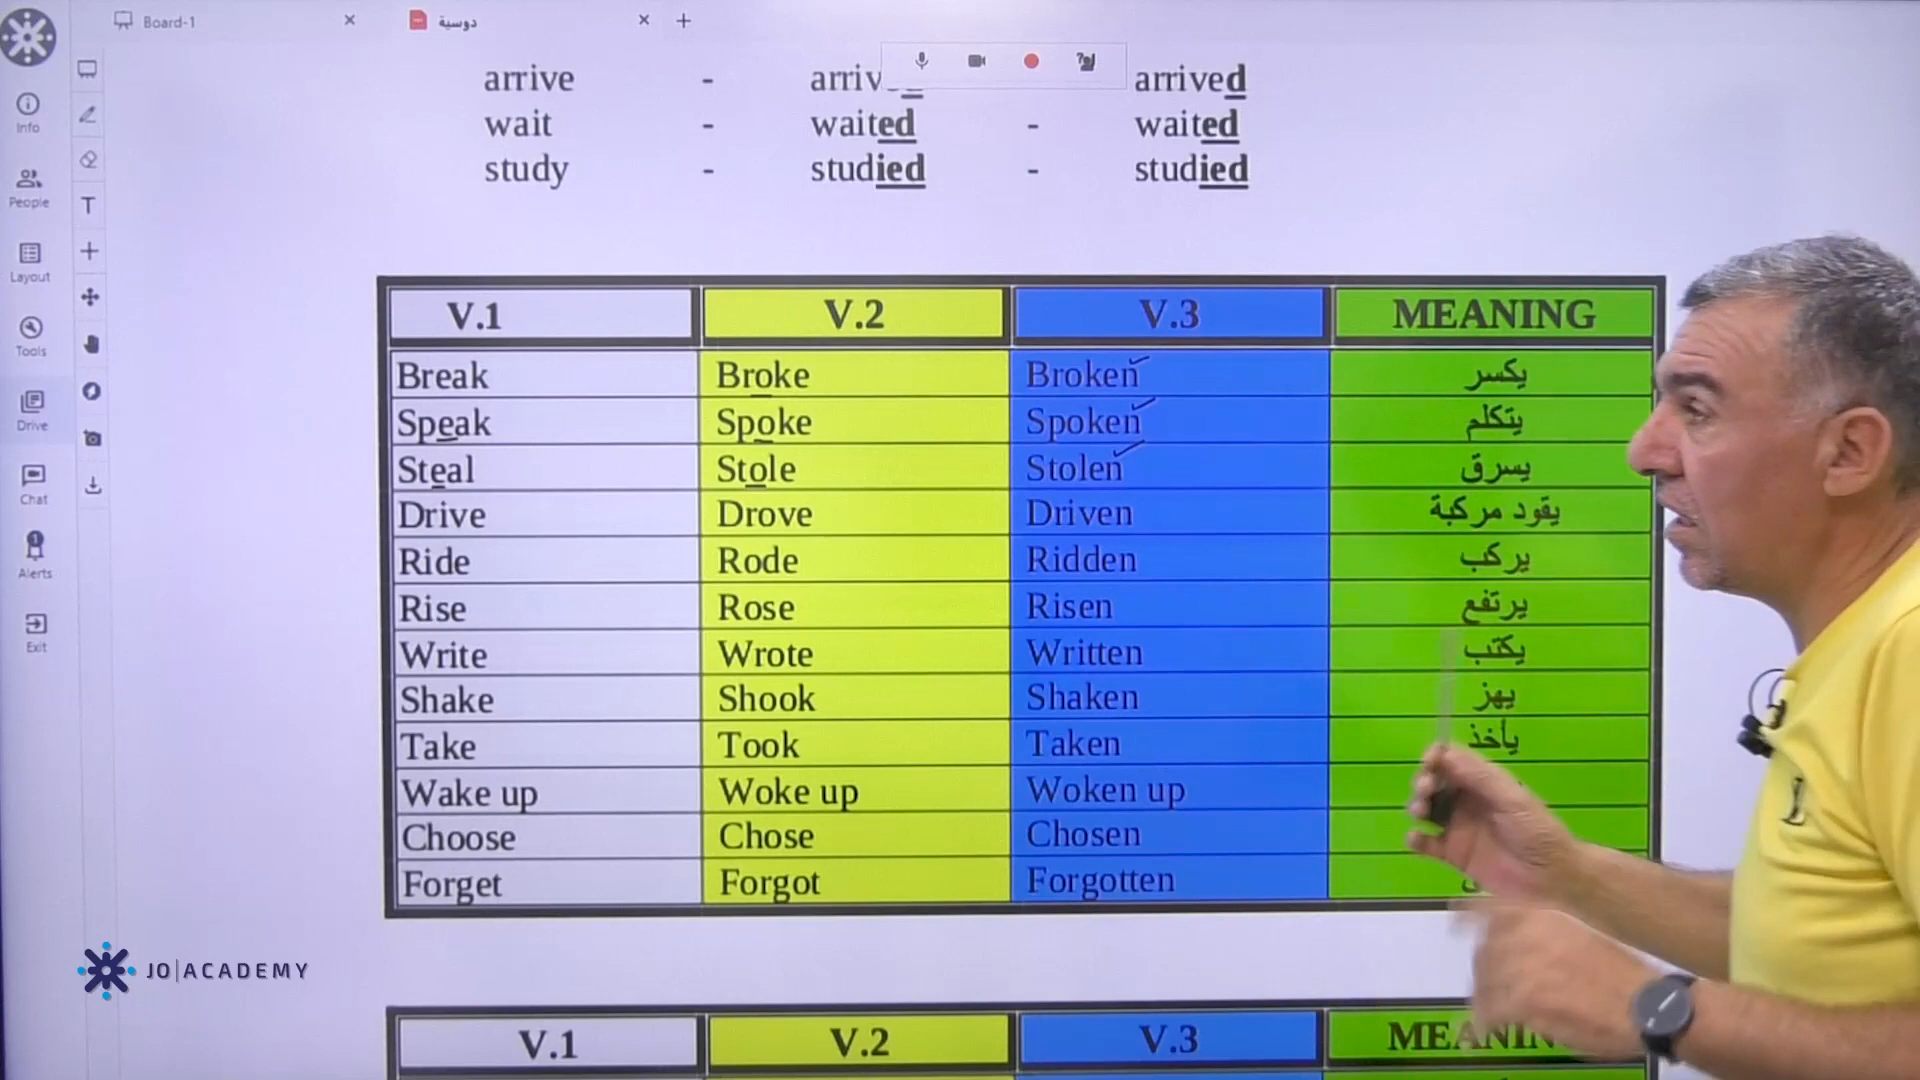 Board-1
دوسية
Info
People
Layout
Tools
Drive
Chat
Alerts
Exit
T
arrive - arrived arrived
wait - waited - waited
study - studied - studied
V.1 V.2 V.3 MEANING
Break Broke Broken يكسر
Speak Spoke Spoken يتكلم
Steal Stole Stolen يسرق
Drive Drove Driven يقود مركبة
Ride Rode Ridden يركب
Rise Rose Risen يرتفع
Write Wrote Written يكتب
Shake Shook Shaken يهز
Take Took Taken يأخذ
Wake up Woke up Woken up
Choose Chose Chosen
Forget Forgot Forgotten
JO|ACADEMY
V.1 V.2 V.3